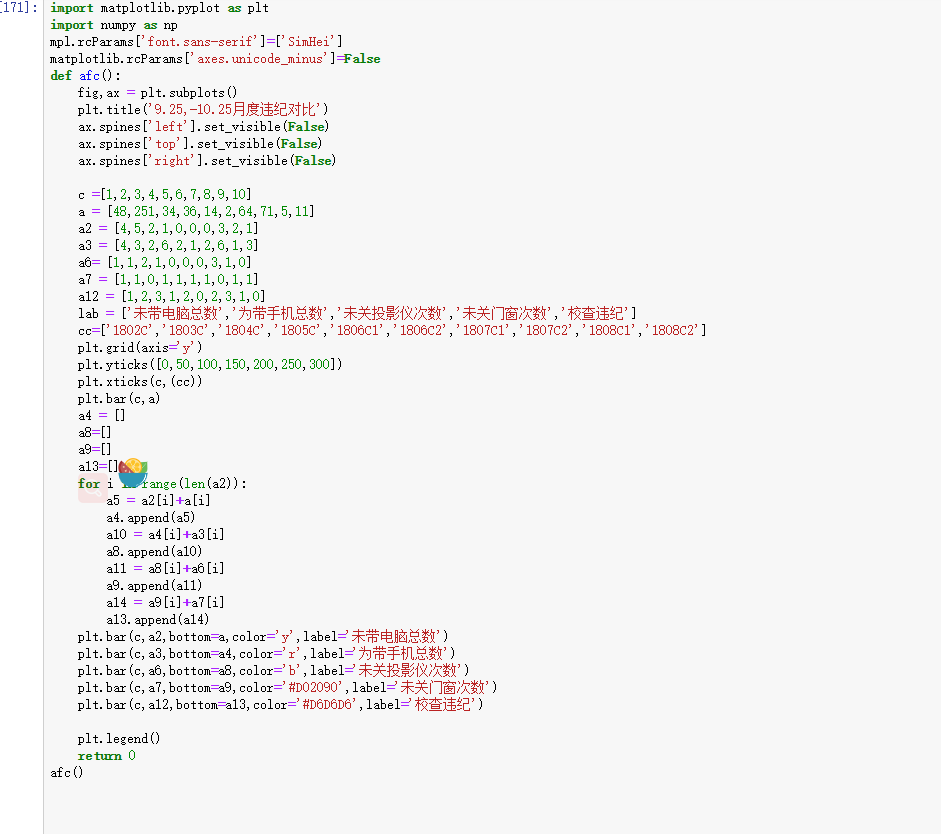 [171]:
import matplotlib.pyplot as plt
import numpy as np
mpl.rcParams['font.sans-serif']=['SimHei']
matplotlib.rcParams['axes.unicode_minus']=False
def afc():
    fig,ax = plt.subplots()
    plt.title('9.25,-10.25月度违纪对比')
    ax.spines['left'].set_visible(False)
    ax.spines['top'].set_visible(False)
    ax.spines['right'].set_visible(False)
    c =[1,2,3,4,5,6,7,8,9,10]
    a = [48,251,34,36,14,2,64,71,5,11]
    a2 = [4,5,2,1,0,0,0,3,2,1]
    a3 = [4,3,2,6,2,1,2,6,1,3]
    a6= [1,1,2,1,0,0,0,3,1,0]
    a7 = [1,1,0,1,1,1,1,0,1,1]
    a12 = [1,2,3,1,2,0,2,3,1,0]
    lab = ['未带电脑总数','为带手机总数','未关投影仪次数','未关门窗次数','校查违纪']
    cc=['1802C','1803C','1804C','1805C','1806C1','1806C2','1807C1','1807C2','1808C1','1808C2']
    plt.grid(axis='y')
    plt.yticks([0,50,100,150,200,250,300])
    plt.xticks(c,(cc))
    plt.bar(c,a)
    a4 = []
    a8=[]
    a9=[]
    a13=[]
    for i in range(len(a2)):
        a5 = a2[i]+a[i]
        a4.append(a5)
        a10 = a4[i]+a3[i]
        a8.append(a10)
        a11 = a8[i]+a6[i]
        a9.append(a11)
        a14 = a9[i]+a7[i]
        a13.append(a14)
    plt.bar(c,a2,bottom=a,color='y',label='未带电脑总数')
    plt.bar(c,a3,bottom=a4,color='r',label='为带手机总数')
    plt.bar(c,a6,bottom=a8,color='b',label='未关投影仪次数')
    plt.bar(c,a7,bottom=a9,color='#D02090',label='未关门窗次数')
    plt.bar(c,a12,bottom=a13,color='#D6D6D6',label='校查违纪')
    plt.legend()
    return 0
afc()